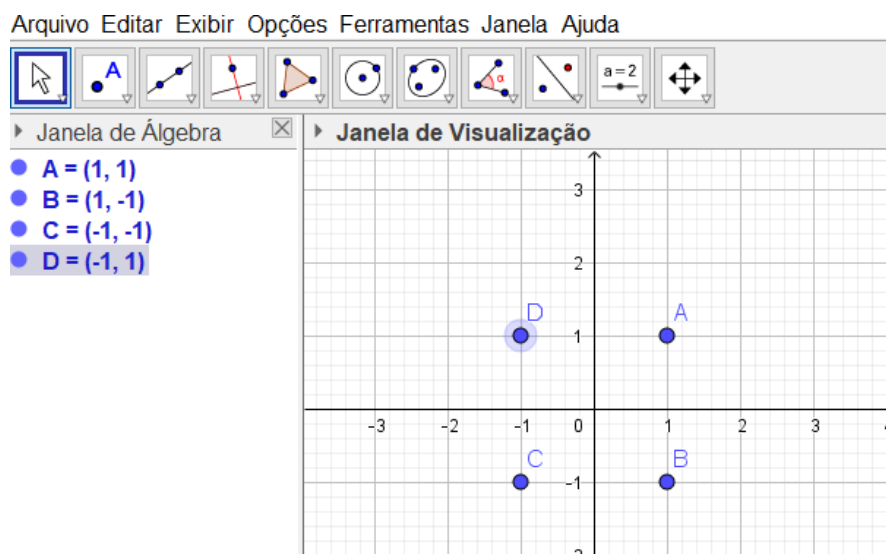 Arquivo Editar Exibir Opções Ferramentas Janela Ajuda
A
α
a = 2
Janela de Álgebra
Janela de Visualização
A = (1, 1)
B = (1, -1)
C = (-1, -1)
D = (-1, 1)
3
2
D
A
1
-3 -2 -1 0 1 2 3
C
B
-1